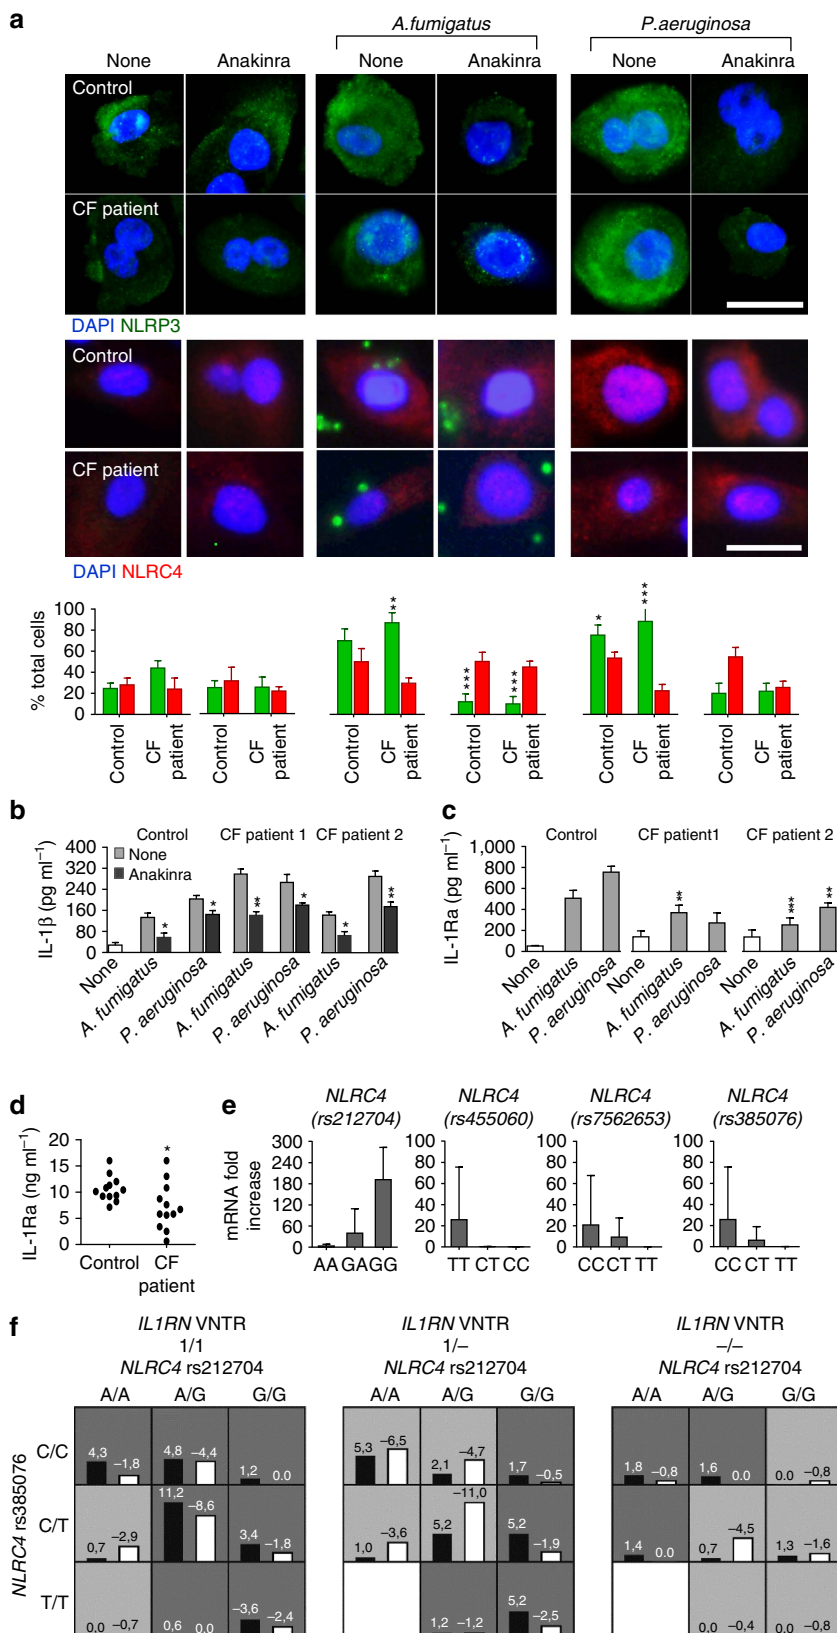 a
A.fumigatus P.aeruginosa
None Anakinra None Anakinra None Anakinra
Control
CF patient
DAPI NLRP3
Control
CF patient
DAPI NLRC4
% total cells
100
80
60
40
20
0
** *** *** * ***
Control CF patient Control CF patient Control CF patient Control CF patient Control CF patient Control CF patient
b
IL-1β (pg ml⁻¹)
Control CF patient 1 CF patient 2
None
Anakinra
400
320
240
160
80
0
* * ** * * **
None A. fumigatus P. aeruginosa A. fumigatus P. aeruginosa A. fumigatus P. aeruginosa
c
IL-1Ra (pg ml⁻¹)
Control CF patient1 CF patient 2
1,000
800
600
400
200
0
** *** **
None A. fumigatus P. aeruginosa None A. fumigatus P. aeruginosa None A. fumigatus P. aeruginosa
d
IL-1Ra (ng ml⁻¹)
20
15
10
5
0
*
Control CF patient
e
NLRC4 (rs212704)
NLRC4 (rs455060)
NLRC4 (rs7562653)
NLRC4 (rs385076)
mRNA fold increase
300
240
180
120
60
0
AA GA GG
100
80
60
40
20
0
TT CT CC
100
80
60
40
20
0
CC CT TT
100
80
60
40
20
0
CC CT TT
f
IL1RN VNTR IL1RN VNTR IL1RN VNTR
1/1 1/– –/–
NLRC4 rs212704 NLRC4 rs212704 NLRC4 rs212704
A/A A/G G/G A/A A/G G/G A/A A/G G/G
NLRC4 rs385076
C/C 4,3 –1,8 4,8 –4,4 1,2 0.0 5,3 –6,5 2,1 –4,7 1,7 –0,5 1,8 –0,8 1,6 0.0 0.0 –0,8
C/T 0,7 –2,9 11,2 –8,6 3,4 –1,8 1,0 –3,6 5,2 –11,0 5,2 –1,9 1,4 0.0 0,7 –4,5 1,3 –1,6
T/T 0,0 –0,7 0,6 0,0 –3,6 –2,4 1,2 –1,2 5,2 –2,5 0,0 –0,4 0,0 –0,8